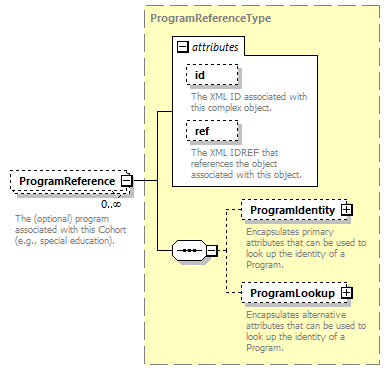 ProgramReferenceType
attributes
id
The XML ID associated with
this complex object.
ref
The XML IDREF that
references the object
associated with this object.
ProgramReference
0..∞
The (optional) program
associated with this Cohort
(e.g., special education).
ProgramIdentity
Encapsulates primary
attributes that can be used to
look up the identity of a
Program.
ProgramLookup
Encapsulates alternative
attributes that can be used to
look up the identity of a
Program.